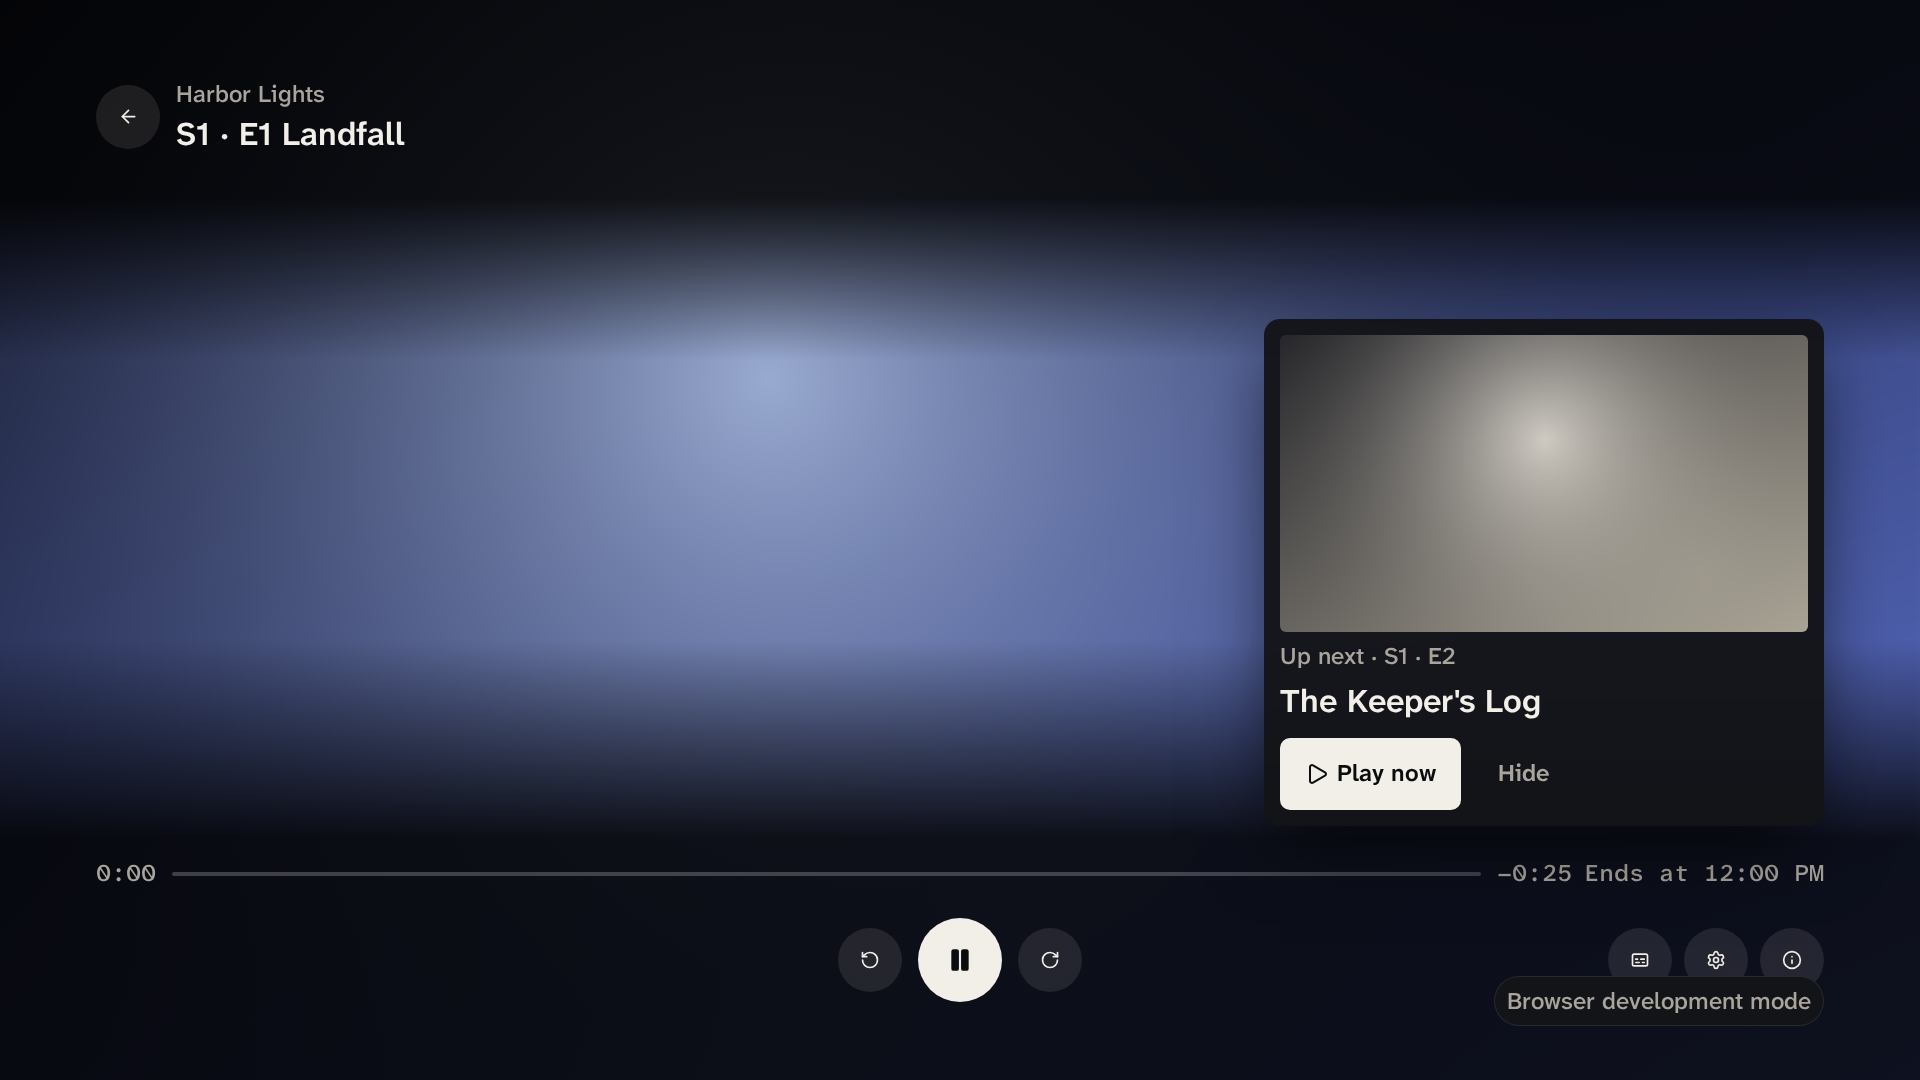 Harbor Lights
S1 · E1 Landfall
Up next · S1 · E2
The Keeper's Log
Play now
Hide
0:00
−0:25 Ends at 12:00 PM
Browser development mode